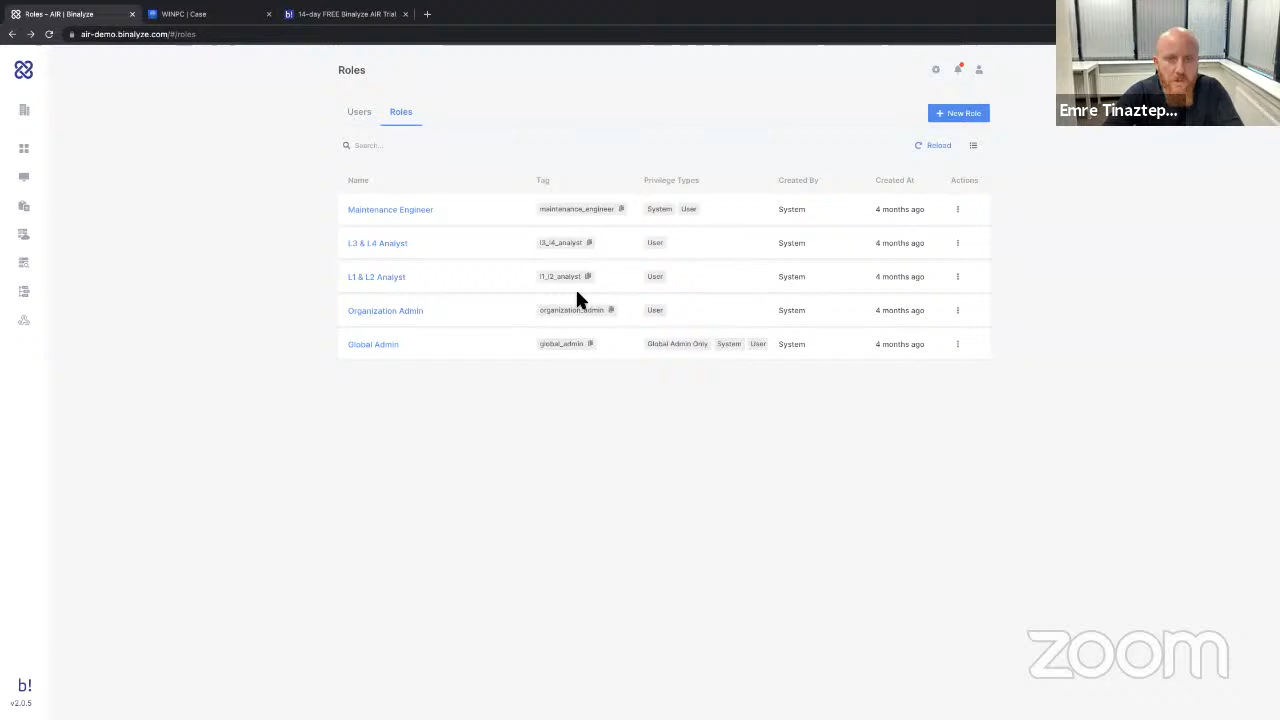 Roles - AIR | Binalyze
WINPC | Case
b! 14-day FREE Binalyze AIR Trial
air-demo.binalyze.com/#/roles
Emre Tinaztep...
Roles
Users Roles
+ New Role
Search...
Reload
Name Tag Privilege Types Created By Created At Actions
Maintenance Engineer maintenance_engineer System User System 4 months ago
L3 & L4 Analyst l3_l4_analyst User System 4 months ago
L1 & L2 Analyst l1_l2_analyst User System 4 months ago
Organization Admin organization_admin User System 4 months ago
Global Admin global_admin Global Admin Only System User System 4 months ago
zoom
b!
v2.0.5